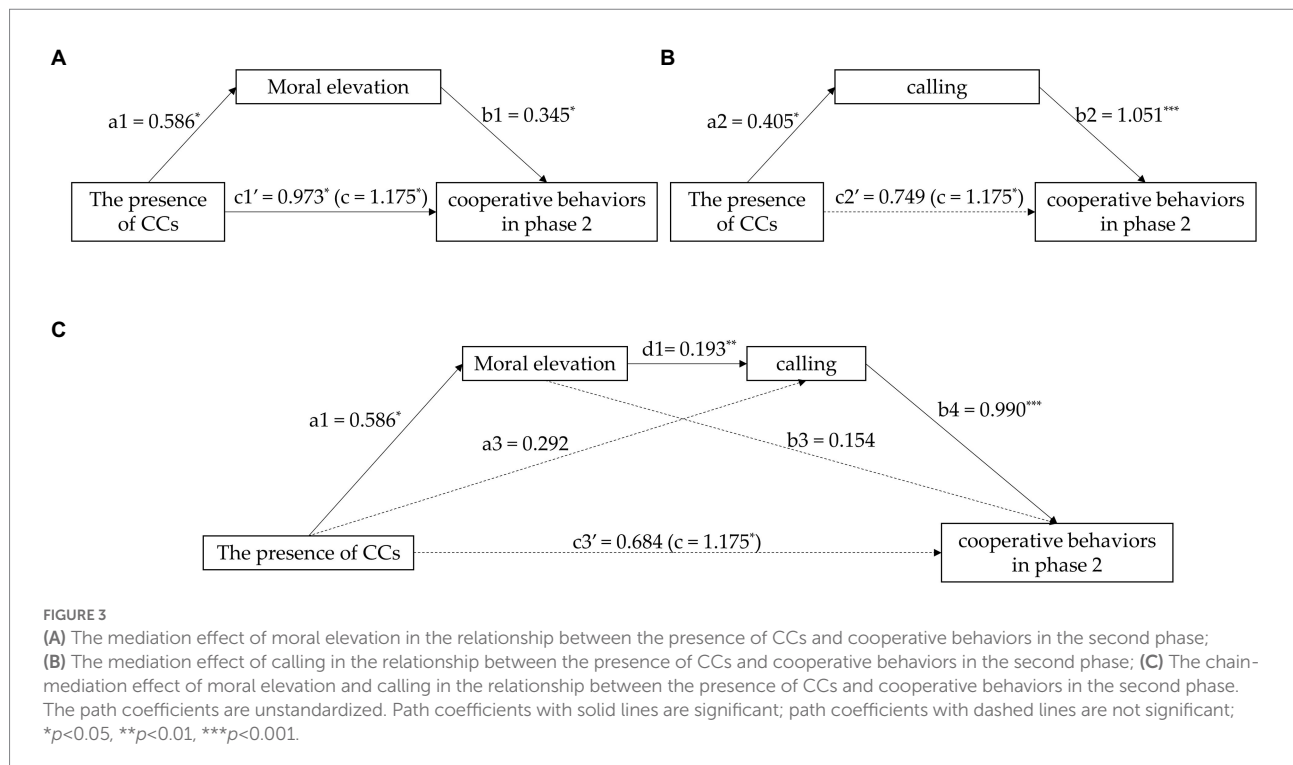 A
Moral elevation
a1 = 0.586*
b1 = 0.345*
The presence
of CCs
c1′ = 0.973* (c = 1.175*)
cooperative behaviors
in phase 2
B
calling
a2 = 0.405*
b2 = 1.051***
The presence
of CCs
c2′ = 0.749 (c = 1.175*)
cooperative behaviors
in phase 2
C
Moral elevation
d1= 0.193**
calling
a1 = 0.586*
a3 = 0.292
b3 = 0.154
b4 = 0.990***
The presence of CCs
c3′ = 0.684 (c = 1.175*)
cooperative behaviors
in phase 2
FIGURE 3
(A) The mediation effect of moral elevation in the relationship between the presence of CCs and cooperative behaviors in the second phase;
(B) The mediation effect of calling in the relationship between the presence of CCs and cooperative behaviors in the second phase; (C) The chain-
mediation effect of moral elevation and calling in the relationship between the presence of CCs and cooperative behaviors in the second phase.
The path coefficients are unstandardized. Path coefficients with solid lines are significant; path coefficients with dashed lines are not significant;
*p<0.05, **p<0.01, ***p<0.001.